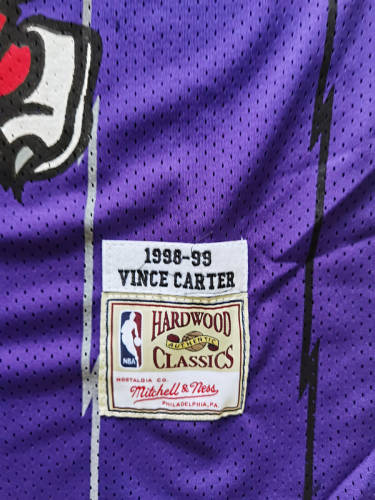 1998-99
VINCE CARTER
HARDWOOD
AUTHENTIC
CLASSICS
NBA
NOSTALGIA CO.
Mitchell & Ness
PHILADELPHIA, PA.